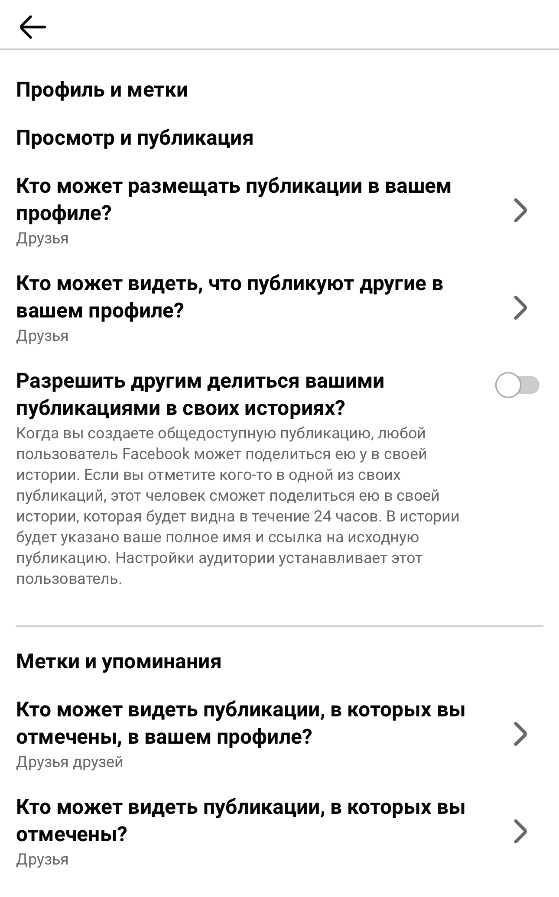 Профиль и метки
Просмотр и публикация
Кто может размещать публикации в вашем
профиле?
Друзья
Кто может видеть, что публикуют другие в
вашем профиле?
Друзья
Разрешить другим делиться вашими
публикациями в своих историях?
Когда вы создаете общедоступную публикацию, любой
пользователь Facebook может поделиться ею у в своей
истории. Если вы отметите кого-то в одной из своих
публикаций, этот человек сможет поделиться ею в своей
истории, которая будет видна в течение 24 часов. В истории
будет указано ваше полное имя и ссылка на исходную
публикацию. Настройки аудитории устанавливает этот
пользователь.
Метки и упоминания
Кто может видеть публикации, в которых вы
отмечены, в вашем профиле?
Друзья друзей
Кто может видеть публикации, в которых вы
отмечены?
Друзья